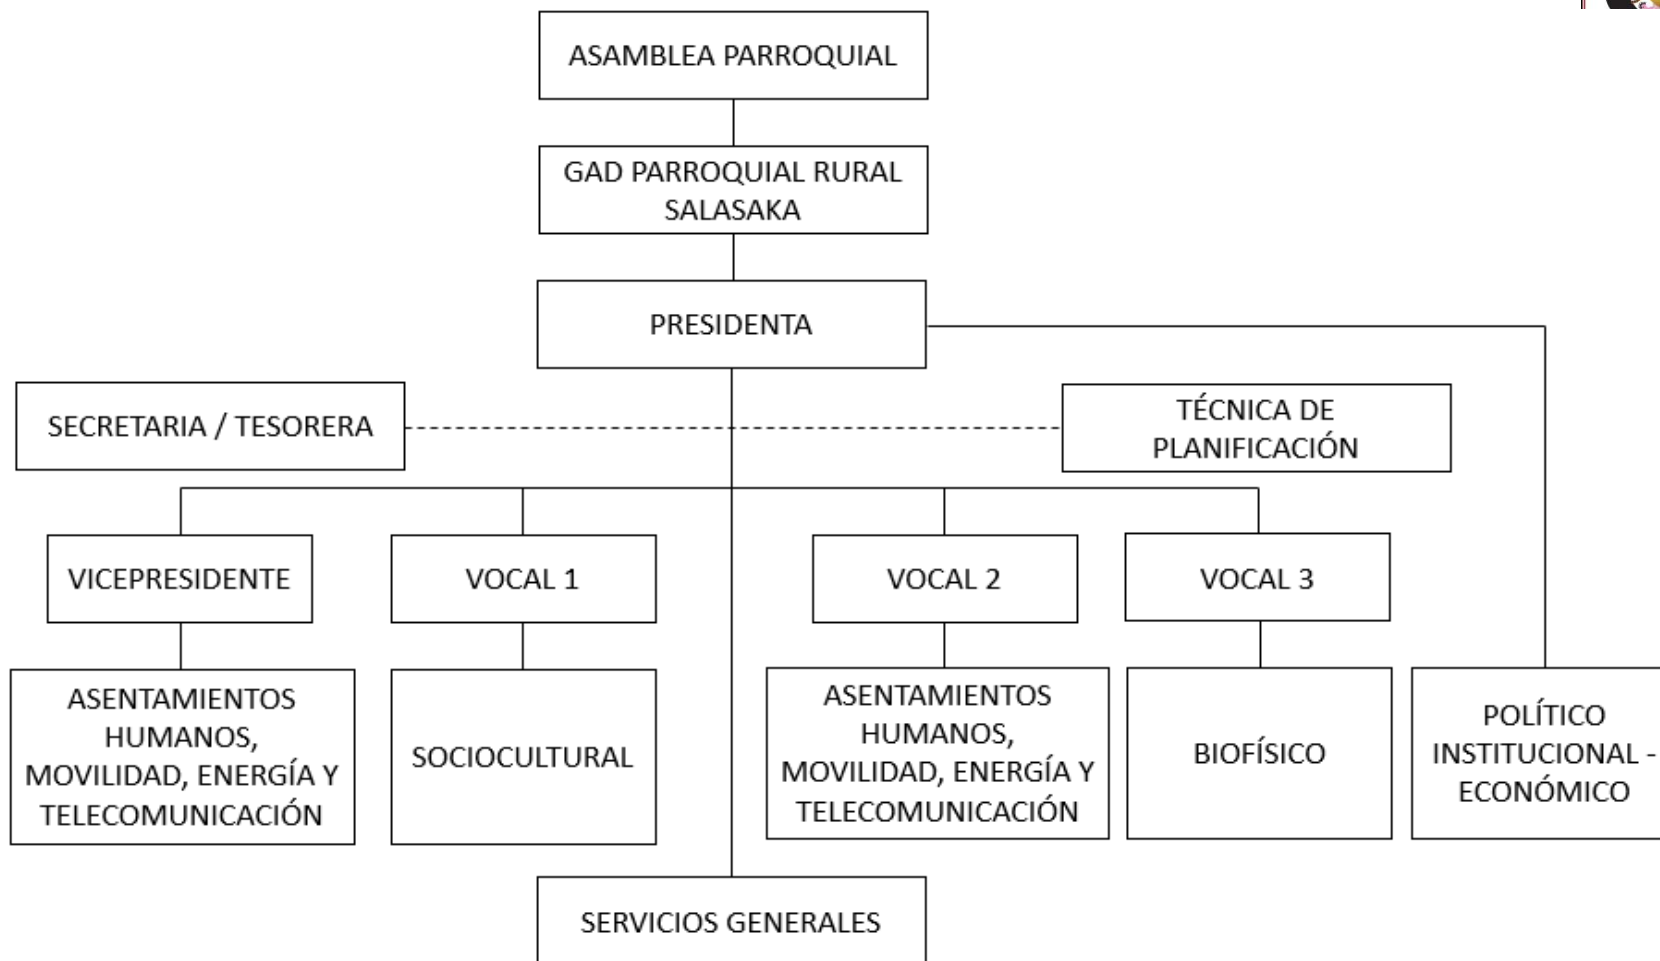 ASAMBLEA PARROQUIAL
GAD PARROQUIAL RURAL
SALASAKA
PRESIDENTA
SECRETARIA / TESORERA
TÉCNICA DE
PLANIFICACIÓN
VICEPRESIDENTE
VOCAL 1
VOCAL 2
VOCAL 3
ASENTAMIENTOS
HUMANOS,
MOVILIDAD, ENERGÍA Y
TELECOMUNICACIÓN
SOCIOCULTURAL
ASENTAMIENTOS
HUMANOS,
MOVILIDAD, ENERGÍA Y
TELECOMUNICACIÓN
BIOFÍSICO
POLÍTICO
INSTITUCIONAL -
ECONÓMICO
SERVICIOS GENERALES